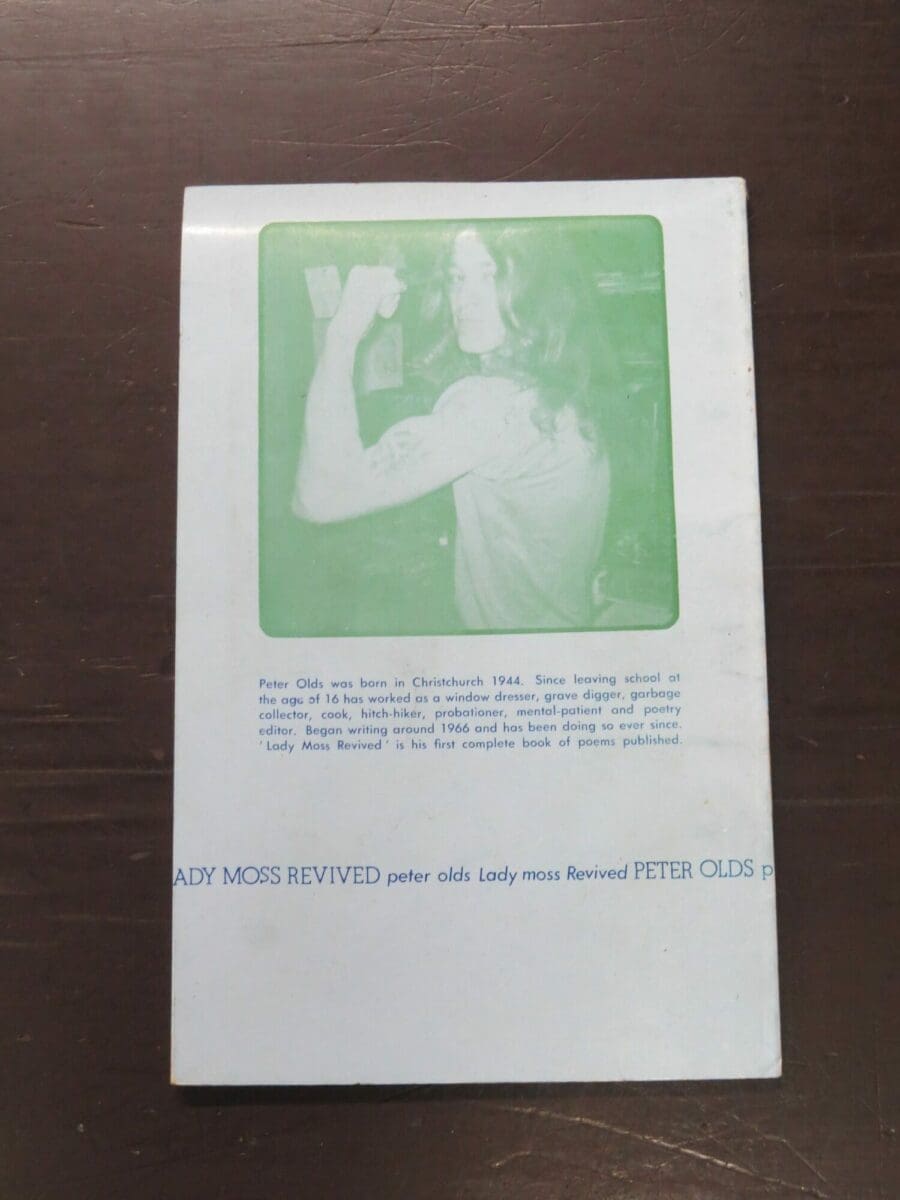 Peter Olds was born in Christchurch 1944. Since leaving school at
the age of 16 has worked as a window dresser, grave digger, garbage
collector, cook, hitch-hiker, probationer, mental-patient and poetry
editor. Began writing around 1966 and has been doing so ever since.
'Lady Moss Revived' is his first complete book of poems published.
ADY MOSS REVIVED peter olds Lady moss Revived PETER OLDS p